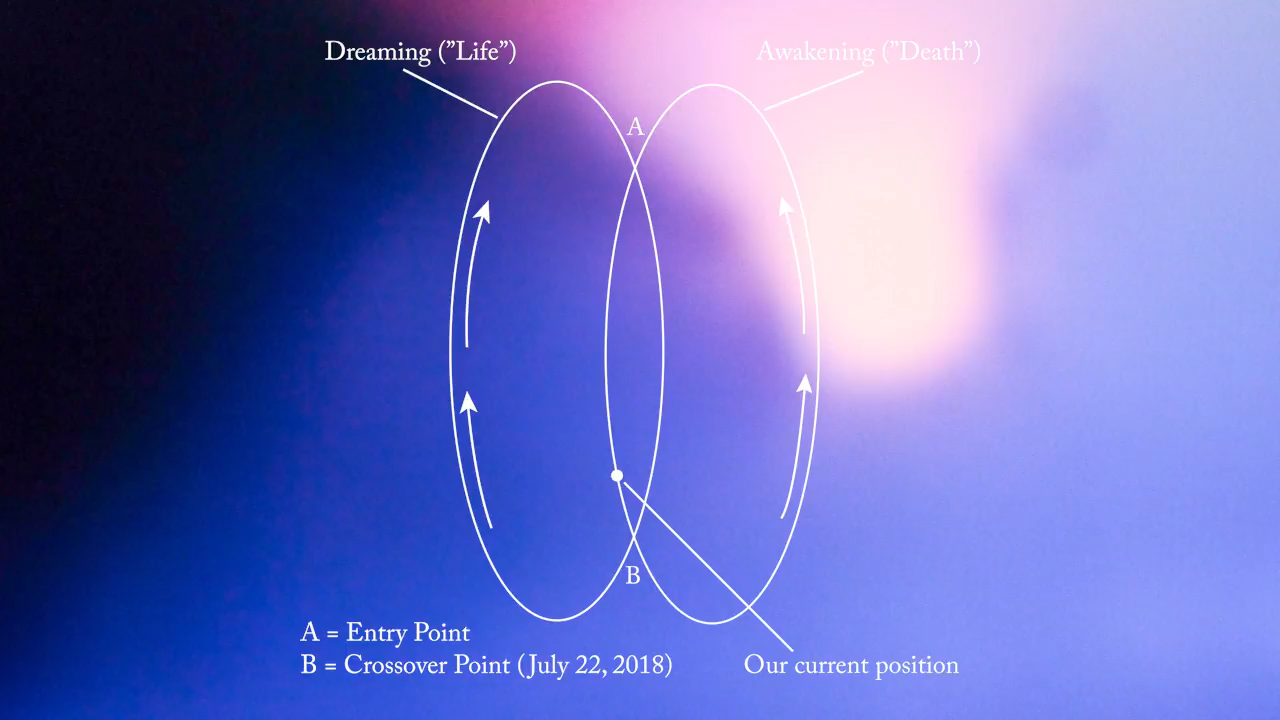 Dreaming (”Life”)
Awakening (”Death”)
A
B
A = Entry Point
B = Crossover Point (July 22, 2018)
Our current position